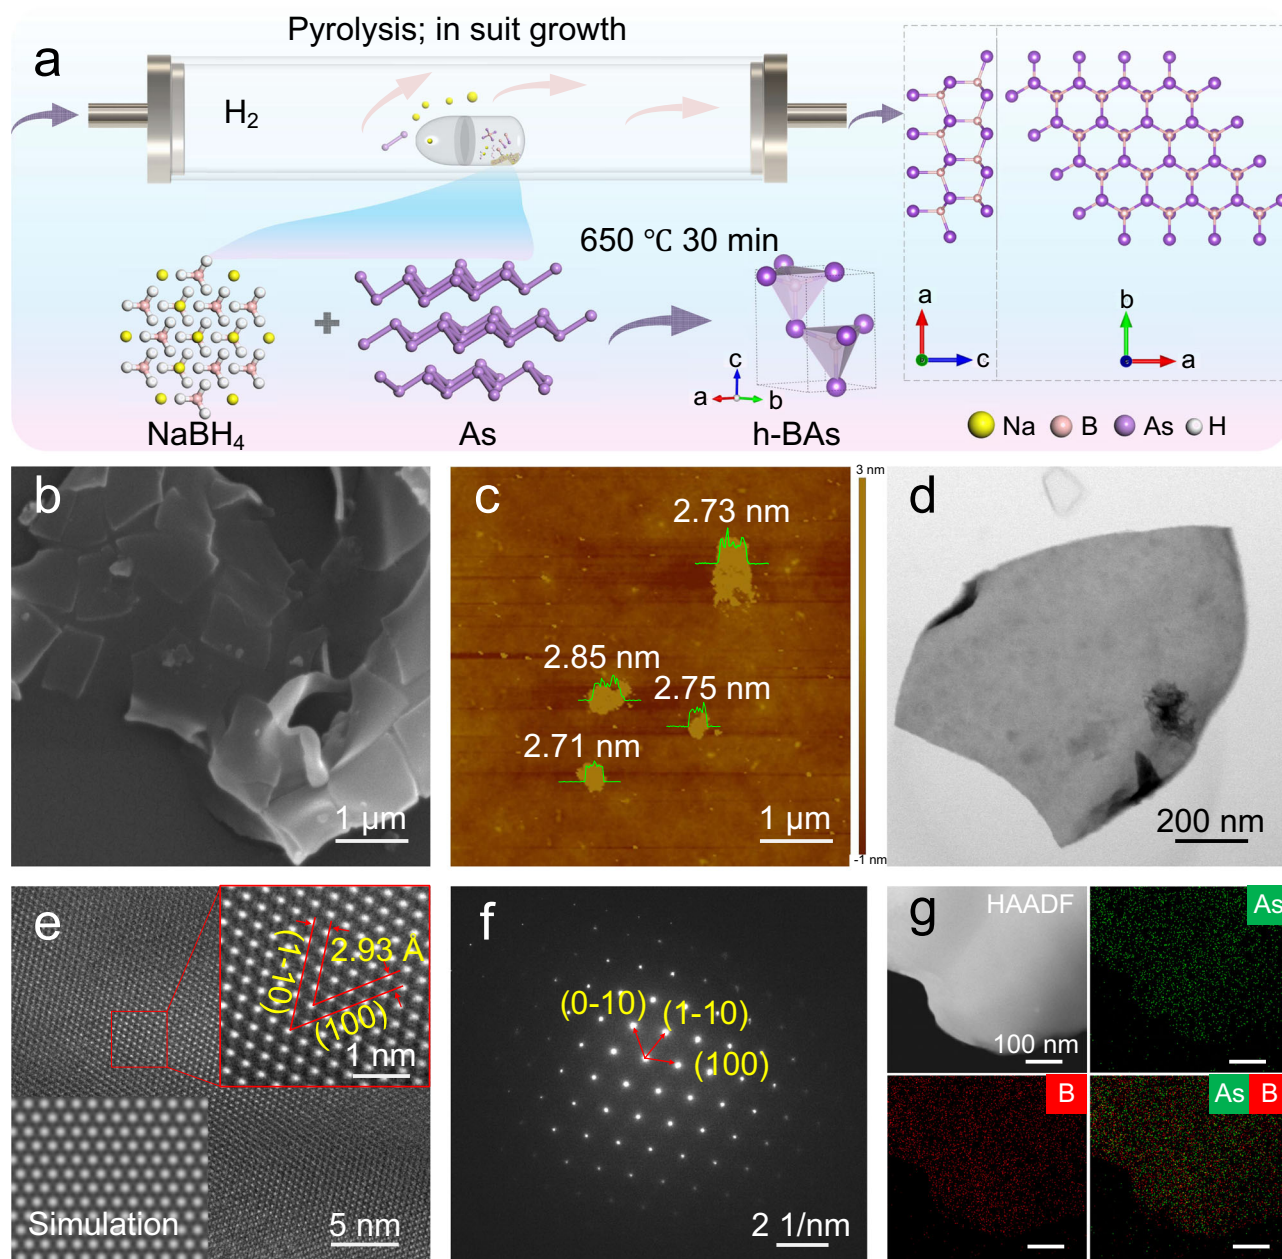 Pyrolysis; in suit growth
a
H₂
650 ℃ 30 min
NaBH₄
As
h-BAs
c
a
b
a
c
b
a
Na
B
As
H
b
1 μm
c
3 nm
2.73 nm
2.85 nm
2.75 nm
2.71 nm
1 μm
-1 nm
d
200 nm
e
(1-10)
2.93 Å
(100)
1 nm
Simulation
5 nm
f
(0-10)
(1-10)
(100)
2 1/nm
g
HAADF
100 nm
As
B
As B